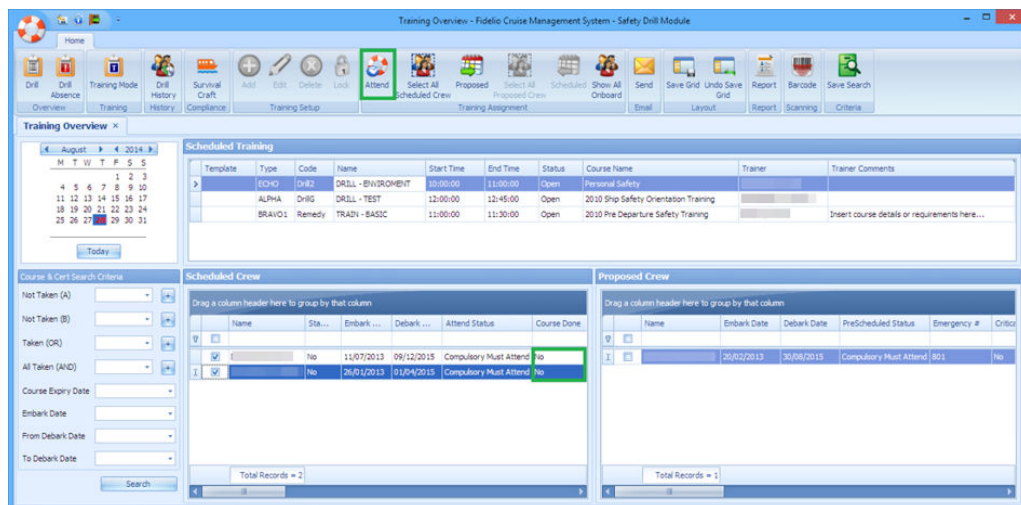 Training Overview - Fidelio Cruise Management System - Safety Drill Module
Home
Drill Drill Absence Training Mode Drill History Survival Craft Add Edit Delete Lock Attend Select All Scheduled Crew Proposed Select All Proposed Crew Scheduled Show All Onboard Send Save Grid Undo Save Grid Report Barcode Save Search
Overview Training History Compliance Training Setup Training Assignment Email Layout Report Scanning Criteria
Training Overview ×
August 2014
M T W T F S S
1 2 3
4 5 6 7 8 9 10
11 12 13 14 15 16 17
18 19 20 21 22 23 24
25 26 27 28 29 30 31
Today
Scheduled Training
Template Type Code Name Start Time End Time Status Course Name Trainer Trainer Comments
ECHO Drill2 DRILL - ENVIROMENT 10:00:00 11:00:00 Open Personal Safety
ALPHA DrillG DRILL - TEST 12:00:00 12:45:00 Open 2010 Ship Safety Orientation Training
BRAVO1 Remedy TRAIN - BASIC 11:00:00 11:30:00 Open 2010 Pre Departure Safety Training Insert course details or requirements here...
Course & Cert Search Criteria
Not Taken (A)
Not Taken (B)
Taken (OR)
All Taken (AND)
Course Expiry Date
Embark Date
From Debark Date
To Debark Date
Search
Scheduled Crew
Drag a column header here to group by that column
Name Sta... Embark ... Debark ... Attend Status Course Done
No 11/07/2013 09/12/2015 Compulsory Must Attend No
No 26/01/2013 01/04/2015 Compulsory Must Attend No
Total Records = 2
Proposed Crew
Drag a column header here to group by that column
Name Embark Date Debark Date PreScheduled Status Emergency # Critica
20/02/2013 30/08/2015 Compulsory Must Attend 801 No
Total Records = 1